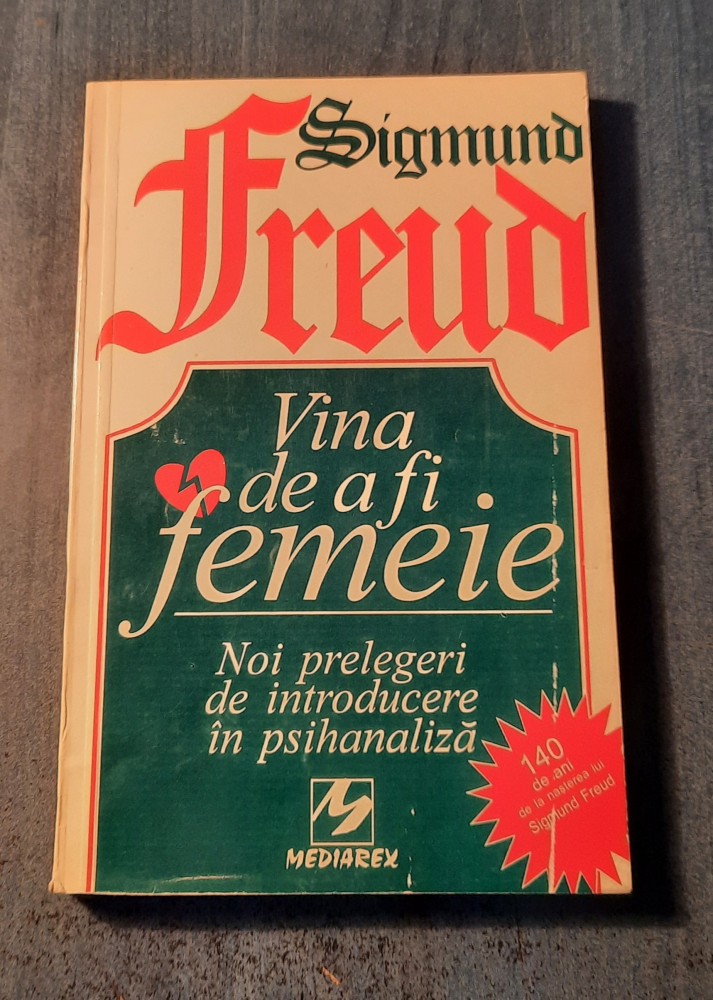 Sigmund
Freud
Vina
de a fi
femeie
Noi prelegeri
de introducere
în psihanaliză
140
de ani
de la nașterea lui
Sigmund Freud
MEDIAREX